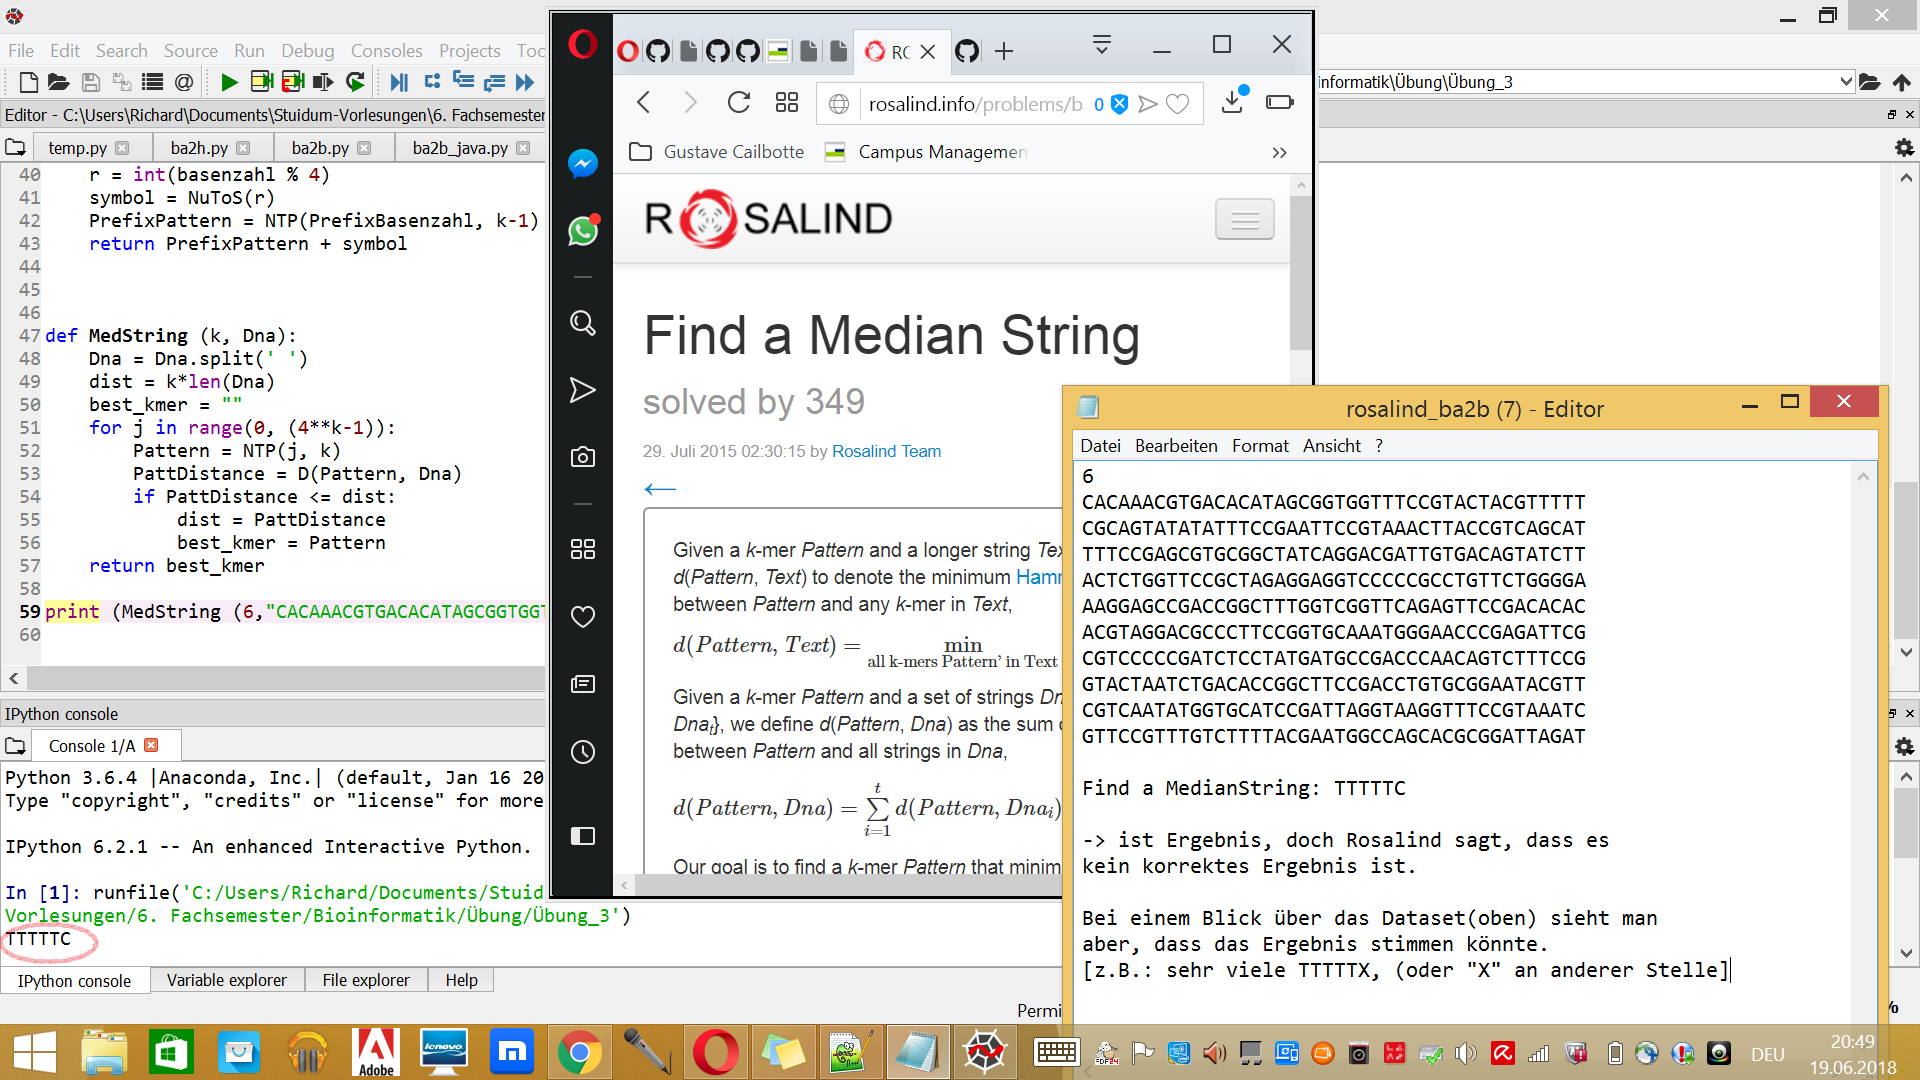 File Edit Search Source Run Debug Consoles Projects Too
nformatik\Übung\Übung_3
Editor - C:\Users\Richard\Documents\Stuidum-Vorlesungen\6. Fachsemester
temp.py
ba2h.py
ba2b.py
ba2b_java.py
40 r = int(basenzahl % 4)
41 symbol = NuToS(r)
42 PrefixPattern = NTP(PrefixBasenzahl, k-1)
43 return PrefixPattern + symbol
44
45
46
47 def MedString (k, Dna):
48 Dna = Dna.split(' ')
49 dist = k*len(Dna)
50 best_kmer = ""
51 for j in range(0, (4**k-1)):
52 Pattern = NTP(j, k)
53 PattDistance = D(Pattern, Dna)
54 if PattDistance <= dist:
55 dist = PattDistance
56 best_kmer = Pattern
57 return best_kmer
58
59 print (MedString (6,"CACAAACGTGACACATAGCGGTGGT
60
IPython console
Console 1/A
Python 3.6.4 |Anaconda, Inc.| (default, Jan 16 20
Type "copyright", "credits" or "license" for more
IPython 6.2.1 -- An enhanced Interactive Python.
In [1]: runfile('C:/Users/Richard/Documents/Stuid
Vorlesungen/6. Fachsemester/Bioinformatik/Übung/Übung_3')
TTTTTC
IPython console
Variable explorer
File explorer
Help
Permi
RO
rosalind.info/problems/b
0
Gustave Cailbotte
Campus Managemen
ROSALIND
Find a Median String
solved by 349
29. Juli 2015 02:30:15 by Rosalind Team
Given a k-mer Pattern and a longer string Tex
d(Pattern, Text) to denote the minimum Hamm
between Pattern and any k-mer in Text,
d(Pattern, Text) = min all k-mers Pattern' in Text
Given a k-mer Pattern and a set of strings Dn
Dnat}, we define d(Pattern, Dna) as the sum o
between Pattern and all strings in Dna,
d(Pattern, Dna) = ∑ t i=1 d(Pattern, Dnai)
Our goal is to find a k-mer Pattern that minim
rosalind_ba2b (7) - Editor
Datei Bearbeiten Format Ansicht ?
6
CACAAACGTGACACATAGCGGTGGTTTCCGTACTACGTTTTT
CGCAGTATATATTTCCGAATTCCGTAAACTTACCGTCAGCAT
TTTCCGAGCGTGCGGCTATCAGGACGATTGTGACAGTATCTT
ACTCTGGTTCCGCTAGAGGAGGTCCCCCGCCTGTTCTGGGGA
AAGGAGCCGACCGGCTTTGGTCGGTTCAGAGTTCCGACACAC
ACGTAGGACGCCCTTCCGGTGCAAATGGGAACCCGAGATTCG
CGTCCCCCGATCTCCTATGATGCCGACCCAACAGTCTTTCCG
GTACTAATCTGACACCGGCTTCCGACCTGTGCGGAATACGTT
CGTCAATATGGTGCATCCGATTAGGTAAGGTTTCCGTAAATC
GTTCCGTTTGTCTTTTACGAATGGCCAGCACGCGGATTAGAT
Find a MedianString: TTTTTC
-> ist Ergebnis, doch Rosalind sagt, dass es
kein korrektes Ergebnis ist.
Bei einem Blick über das Dataset(oben) sieht man
aber, dass das Ergebnis stimmen könnte.
[z.B.: sehr viele TTTTTX, (oder "X" an anderer Stelle]
%
Adobe
lenovo
m
DEU
20:49
19.06.2018